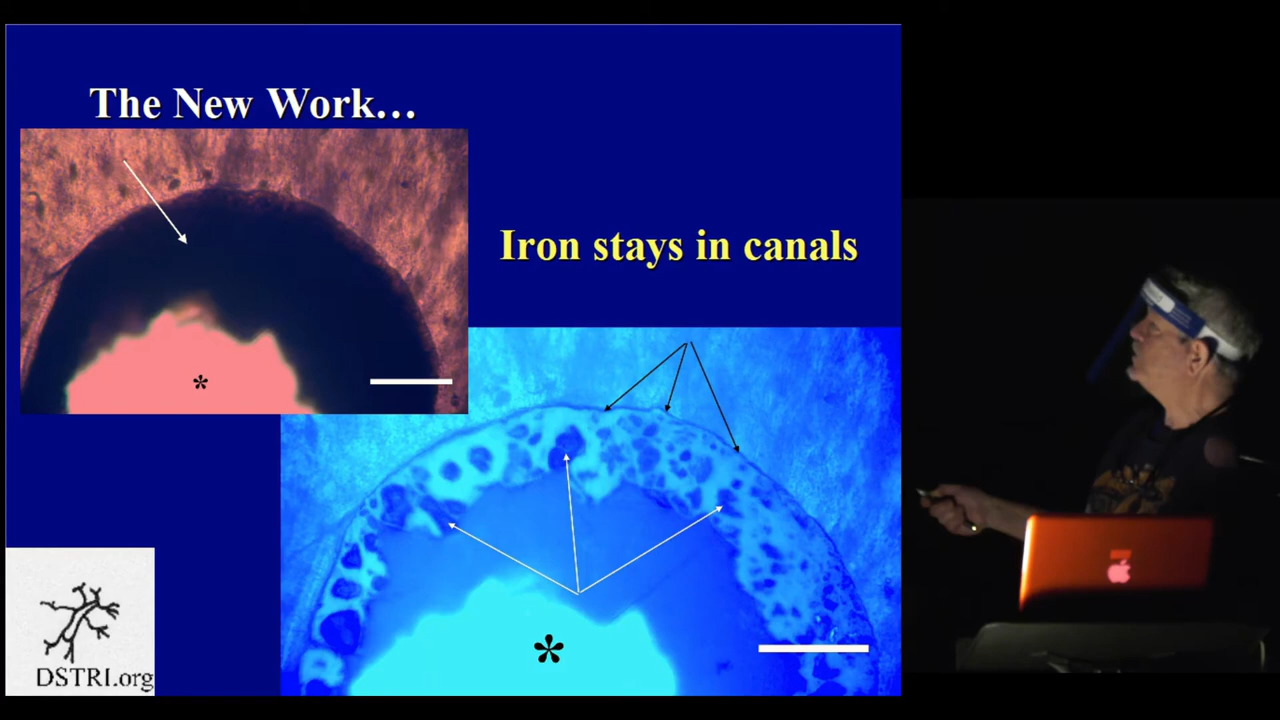 The New Work…
Iron stays in canals
*
*
DSTRI.org